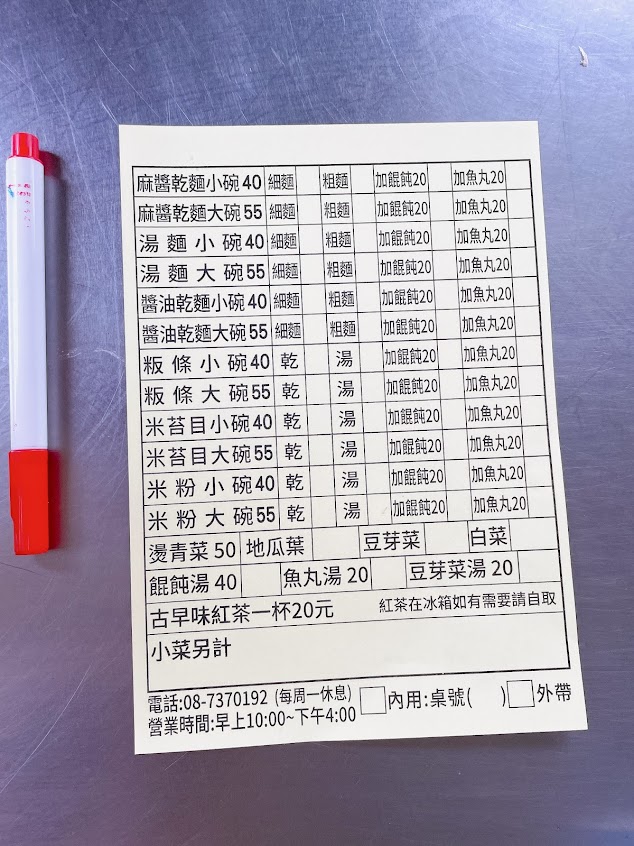 麻醬乾麵小碗40 細麵 粗麵 加餛飩20 加魚丸20
麻醬乾麵大碗55 細麵 粗麵 加餛飩20 加魚丸20
湯麵小碗40 細麵 粗麵 加餛飩20 加魚丸20
湯麵大碗55 細麵 粗麵 加餛飩20 加魚丸20
醬油乾麵小碗40 細麵 粗麵 加餛飩20 加魚丸20
醬油乾麵大碗55 細麵 粗麵 加餛飩20 加魚丸20
粄條小碗40 乾 湯 加餛飩20 加魚丸20
粄條大碗55 乾 湯 加餛飩20 加魚丸20
米苔目小碗40 乾 湯 加餛飩20 加魚丸20
米苔目大碗55 乾 湯 加餛飩20 加魚丸20
米粉小碗40 乾 湯 加餛飩20 加魚丸20
米粉大碗55 乾 湯 加餛飩20 加魚丸20
燙青菜50 地瓜葉 豆芽菜 白菜
餛飩湯40 魚丸湯20 豆芽菜湯20
古早味紅茶一杯20元 紅茶在冰箱如有需要請自取
小菜另計
電話:08-7370192 (每周一休息) 內用:桌號( ) 外帶
營業時間:早上10:00~下午4:00